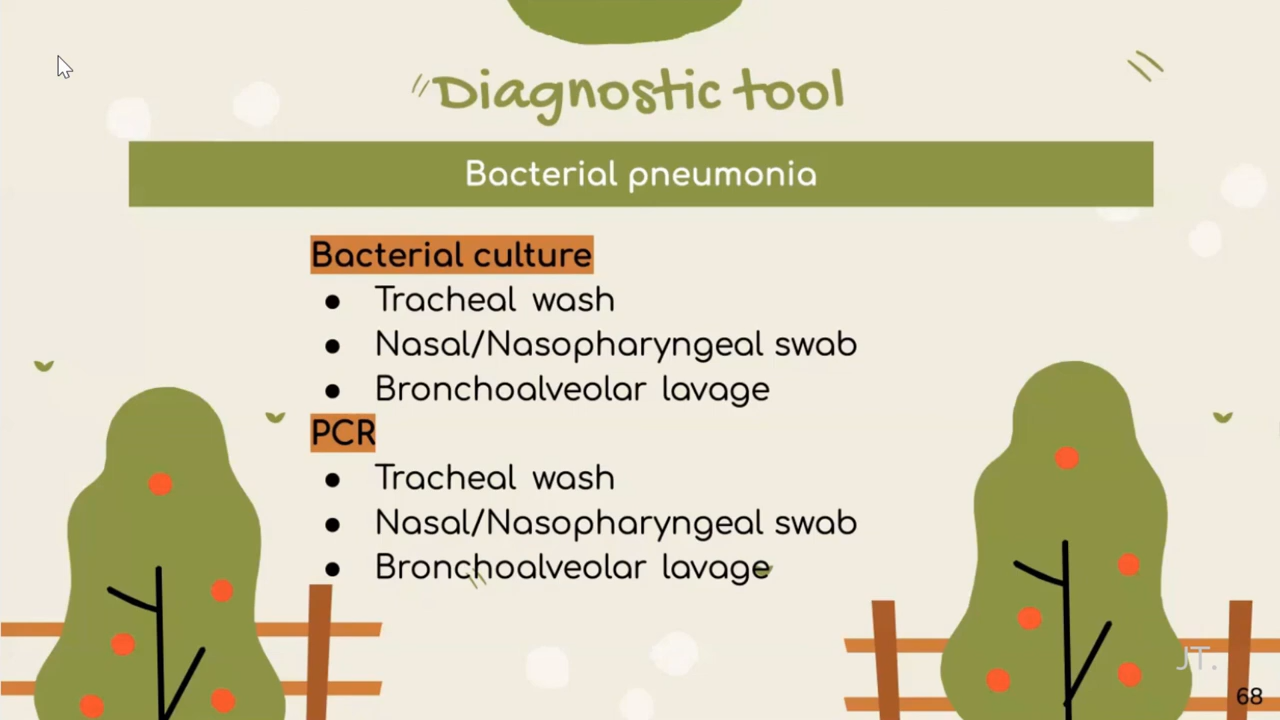 Diagnostic tool
Bacterial pneumonia
Bacterial culture
● Tracheal wash
● Nasal/Nasopharyngeal swab
● Bronchoalveolar lavage
PCR
● Tracheal wash
● Nasal/Nasopharyngeal swab
● Bronchoalveolar lavage
JT.
68